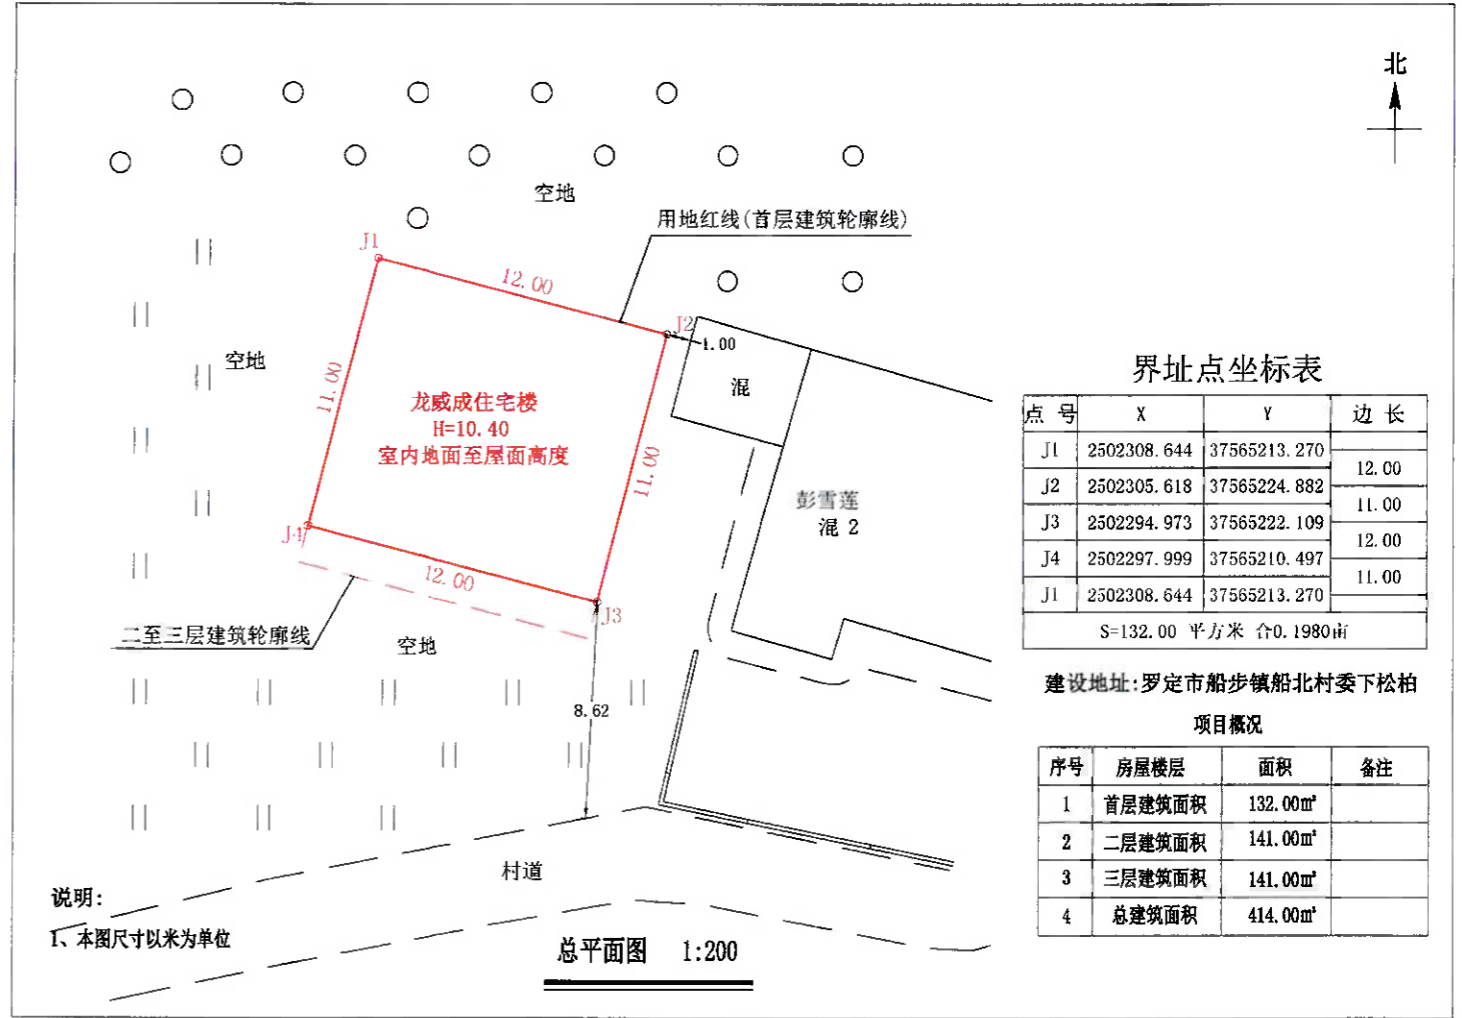 北
空地
用地红线(首层建筑轮廓线)
J1
12.00
J2
1.00
混
空地
11.00
龙威成住宅楼
H=10.40
室内地面至屋面高度
11.00
彭雪莲
混 2
J4
12.00
J3
二至三层建筑轮廓线
空地
8.62
村道
说明:
1、本图尺寸以米为单位
总平面图 1:200
界址点坐标表
点 号 X Y 边 长
J1 2502308.644 37565213.270
12.00
J2 2502305.618 37565224.882
11.00
J3 2502294.973 37565222.109
12.00
J4 2502297.999 37565210.497
11.00
J1 2502308.644 37565213.270
S=132.00 平方米 合0.1980亩
建设地址:罗定市船步镇船北村委下松柏
项目概况
序号 房屋楼层 面积 备注
1 首层建筑面积 132.00㎡
2 二层建筑面积 141.00㎡
3 三层建筑面积 141.00㎡
4 总建筑面积 414.00㎡